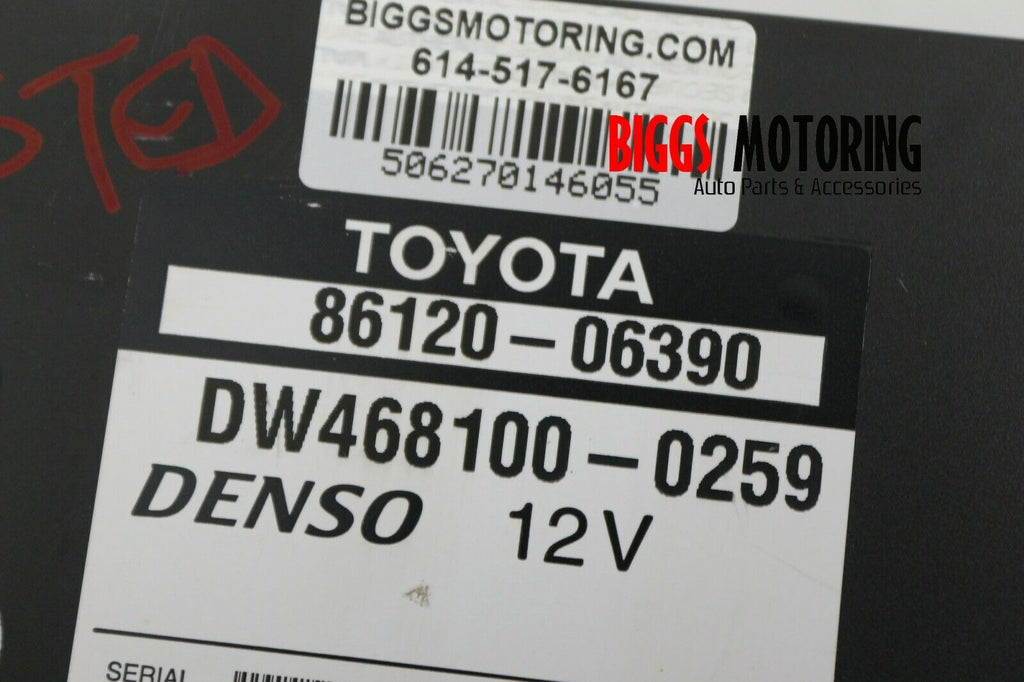 BIGGSMOTORING.COM
614-517-6167
506270146055
BIGGS MOTORING
Auto Parts & Accessories
STED
TOYOTA
86120-06390
DW468100-0259
DENSO 12V
SERIAL